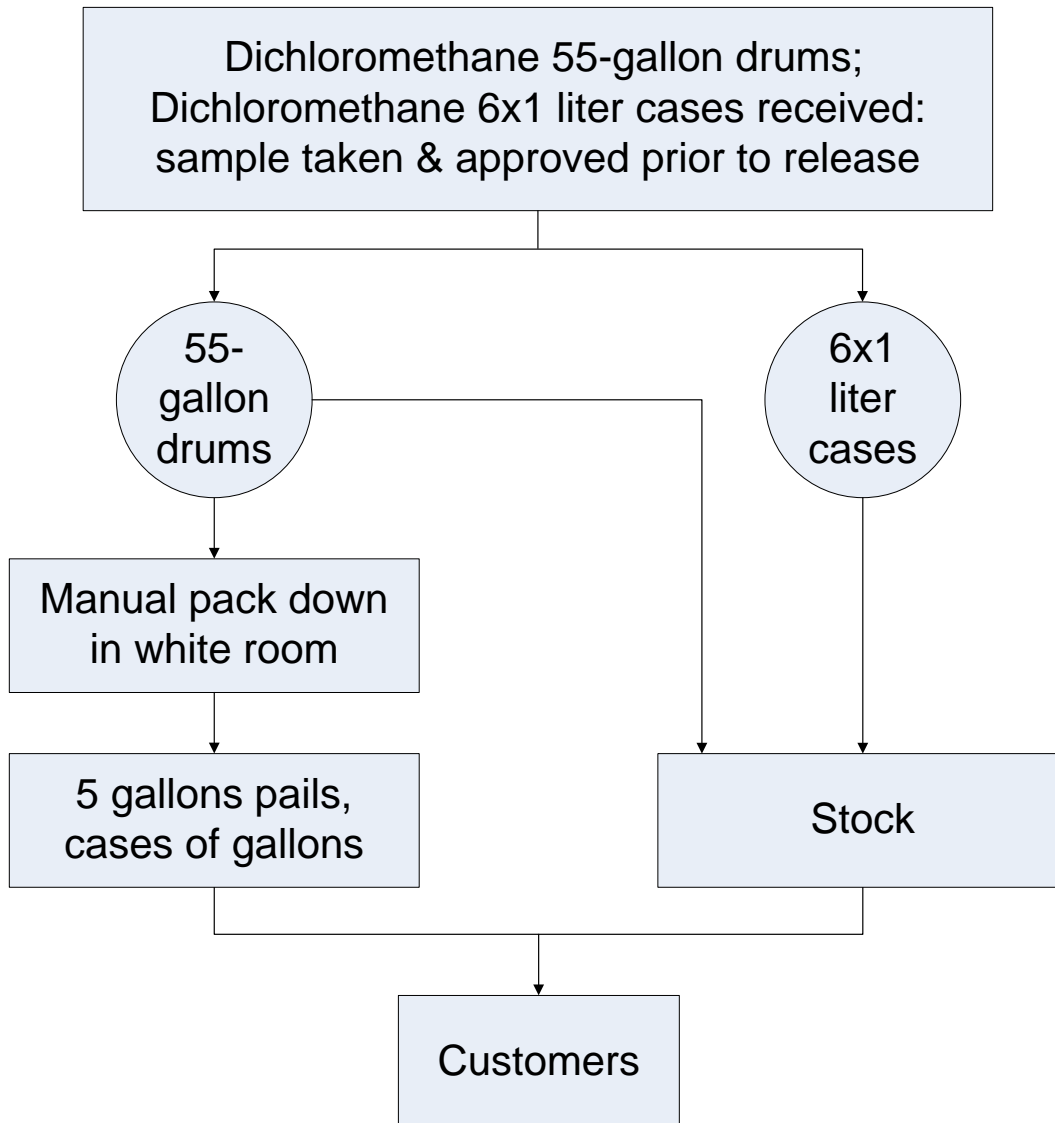 Dichloromethane 55-gallon drums;
Dichloromethane 6x1 liter cases received:
sample taken & approved prior to release
55-
gallon
drums
6x1
liter
cases
Manual pack down
in white room
5 gallons pails,
cases of gallons
Stock
Customers